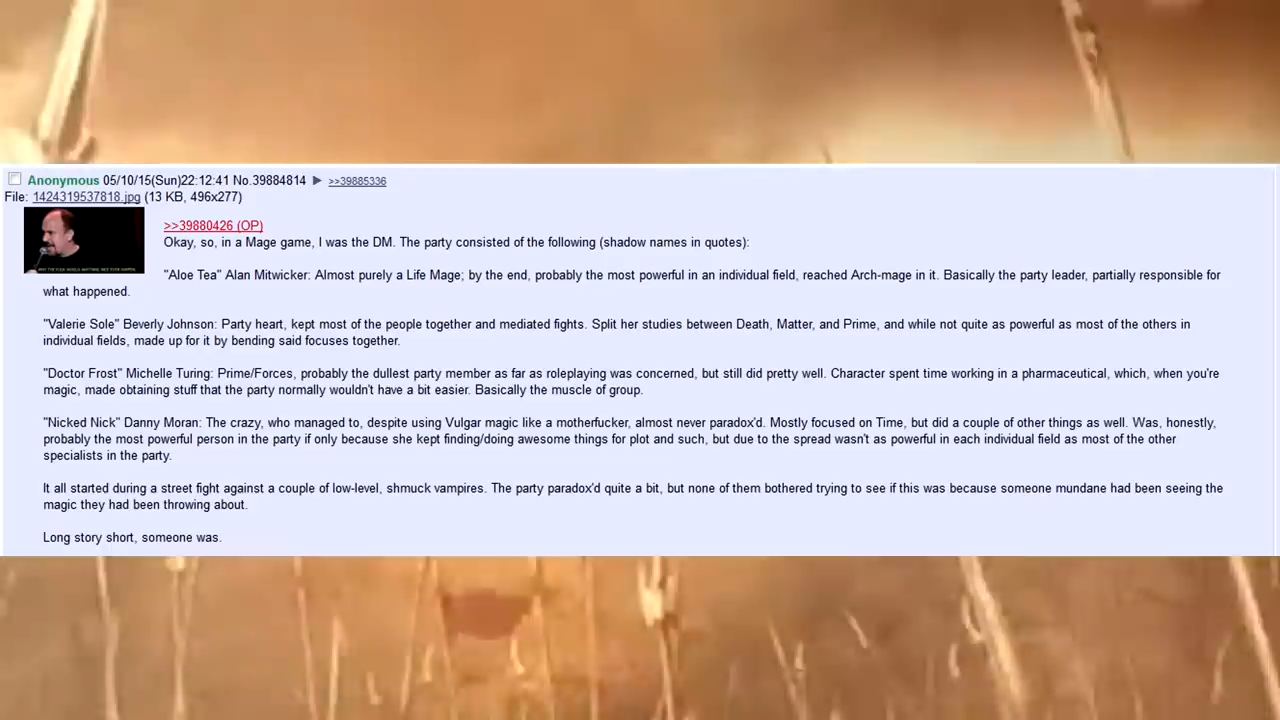 Anonymous 05/10/15(Sun)22:12:41 No.39884814 ▶ >>39885336
File: 1424319537818.jpg (13 KB, 496x277)
>>39880426 (OP)
Okay, so, in a Mage game, I was the DM. The party consisted of the following (shadow names in quotes):
"Aloe Tea" Alan Mitwicker: Almost purely a Life Mage; by the end, probably the most powerful in an individual field, reached Arch-mage in it. Basically the party leader, partially responsible for
what happened.
"Valerie Sole" Beverly Johnson: Party heart, kept most of the people together and mediated fights. Split her studies between Death, Matter, and Prime, and while not quite as powerful as most of the others in
individual fields, made up for it by bending said focuses together.
"Doctor Frost" Michelle Turing: Prime/Forces, probably the dullest party member as far as roleplaying was concerned, but still did pretty well. Character spent time working in a pharmaceutical, which, when you're
magic, made obtaining stuff that the party normally wouldn't have a bit easier. Basically the muscle of group.
"Nicked Nick" Danny Moran: The crazy, who managed to, despite using Vulgar magic like a motherfucker, almost never paradox'd. Mostly focused on Time, but did a couple of other things as well. Was, honestly,
probably the most powerful person in the party if only because she kept finding/doing awesome things for plot and such, but due to the spread wasn't as powerful in each individual field as most of the other
specialists in the party.
It all started during a street fight against a couple of low-level, shmuck vampires. The party paradox'd quite a bit, but none of them bothered trying to see if this was because someone mundane had been seeing the
magic they had been throwing about.
Long story short, someone was.